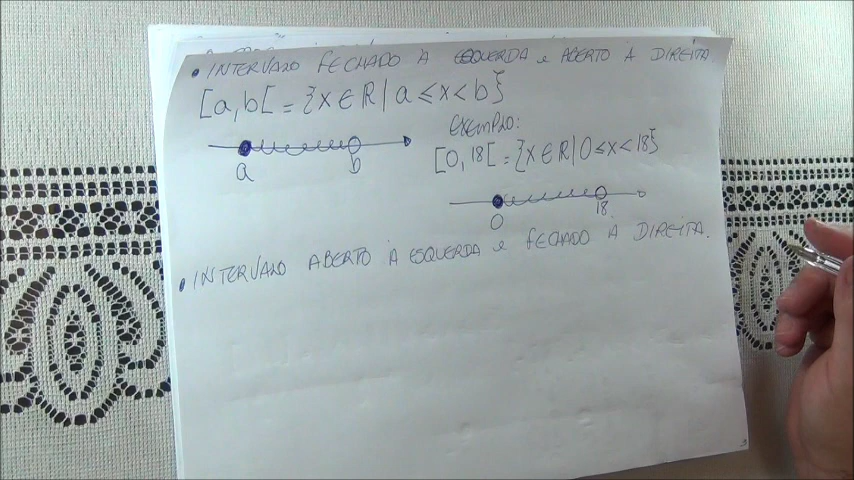 • INTERVALO FECHADO À ESQUERDA e ABERTO À DIREITA
[a,b[ = {x ∈ R | a ≤ x < b}
a b
EXEMPLO:
[0,18[ = {x ∈ R | 0 ≤ x < 18}
0 18
• INTERVALO ABERTO À ESQUERDA e FECHADO À DIREITA.